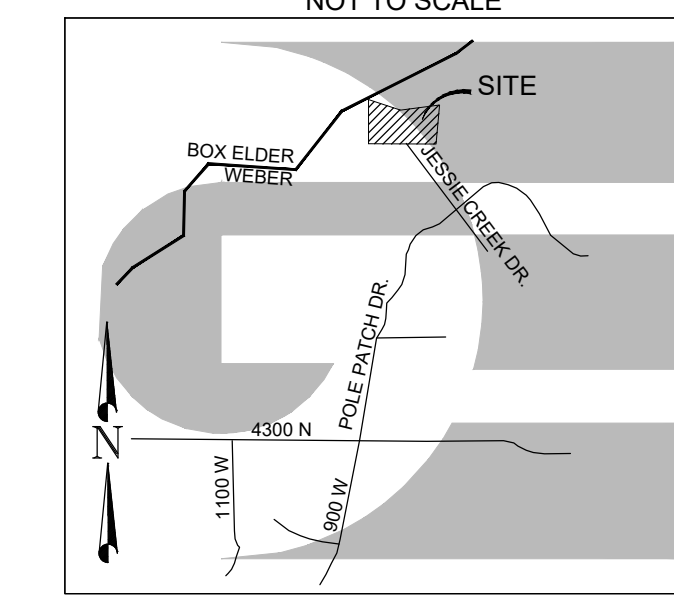 NOT TO SCALE
SITE
BOX ELDER
WEBER
JESSIE CREEK DR.
POLE PATCH DR.
4300 N
N
1100 W
900 W